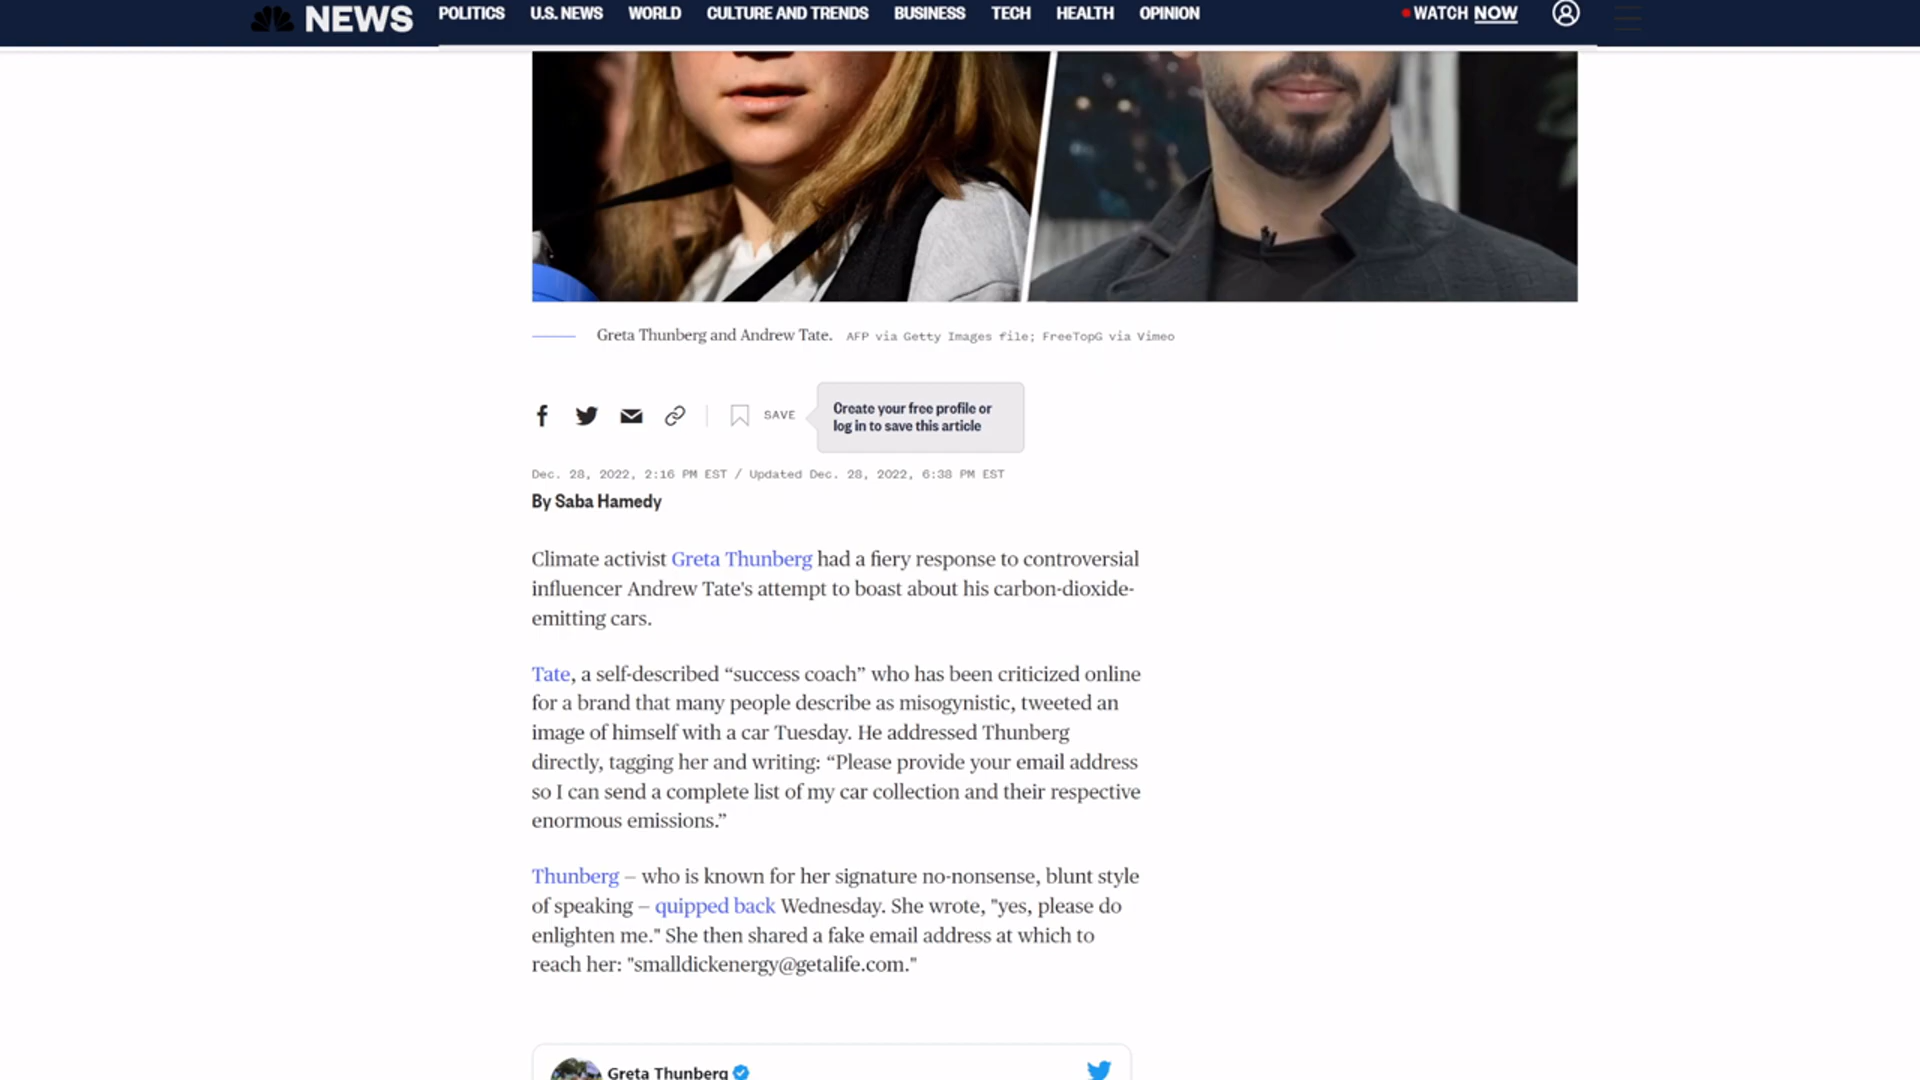 NEWS POLITICS U.S. NEWS WORLD CULTURE AND TRENDS BUSINESS TECH HEALTH OPINION WATCH NOW
Greta Thunberg and Andrew Tate. AFP via Getty Images file; FreeTopG via Vimeo
SAVE
Create your free profile or
log in to save this article
Dec. 28, 2022, 2:16 PM EST / Updated Dec. 28, 2022, 6:38 PM EST
By Saba Hamedy
Climate activist Greta Thunberg had a fiery response to controversial
influencer Andrew Tate's attempt to boast about his carbon-dioxide-
emitting cars.
Tate, a self-described “success coach” who has been criticized online
for a brand that many people describe as misogynistic, tweeted an
image of himself with a car Tuesday. He addressed Thunberg
directly, tagging her and writing: “Please provide your email address
so I can send a complete list of my car collection and their respective
enormous emissions.”
Thunberg — who is known for her signature no-nonsense, blunt style
of speaking — quipped back Wednesday. She wrote, "yes, please do
enlighten me." She then shared a fake email address at which to
reach her: "smalldickenergy@getalife.com."
Greta Thunberg